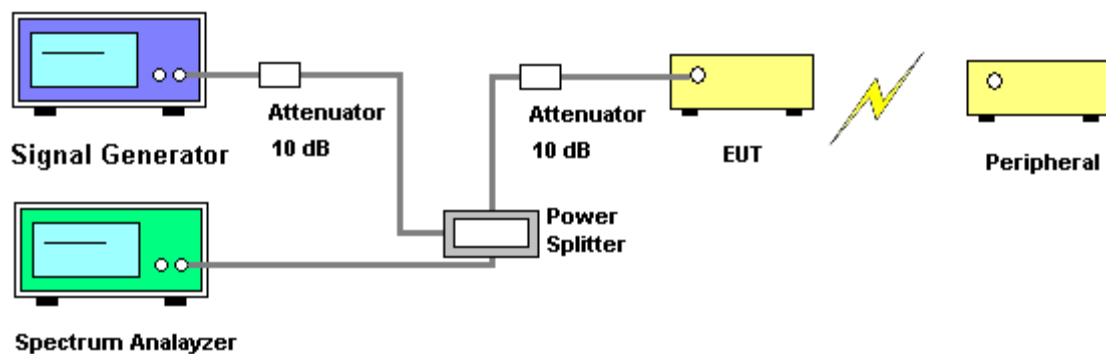 Attenuator
10 dB
Signal Generator
Attenuator
10 dB
EUT
Peripheral
Power
Splitter
Spectrum Analayzer